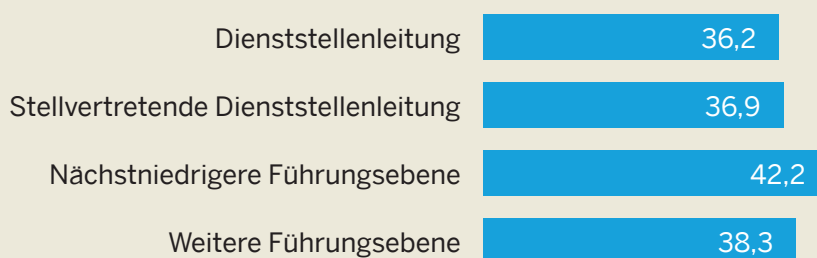 Dienststellenleitung 36,2
Stellvertretende Dienststellenleitung 36,9
Nächstniedrigere Führungsebene 42,2
Weitere Führungsebene 38,3